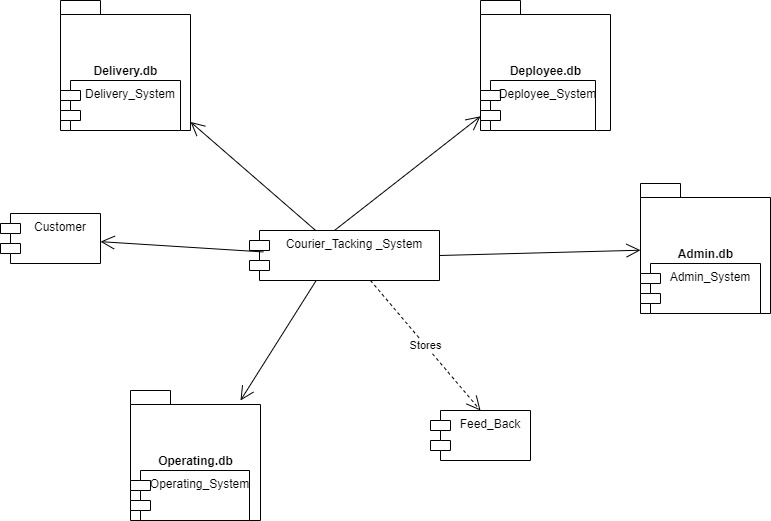 Delivery.db
Delivery_System
Deployee.db
Deployee_System
Customer
Courier_Tacking _System
Admin.db
Admin_System
Stores
Feed_Back
Operating.db
Operating_System